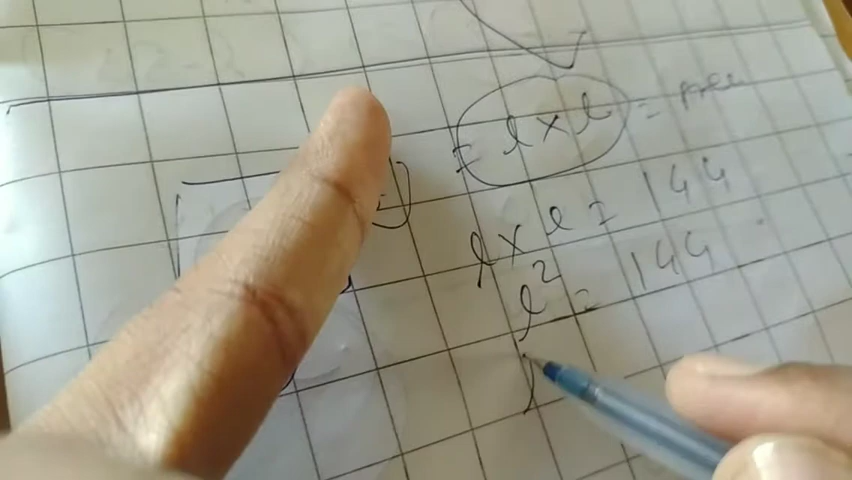 = l x l = Area
l x l = 144
l² = 144
l